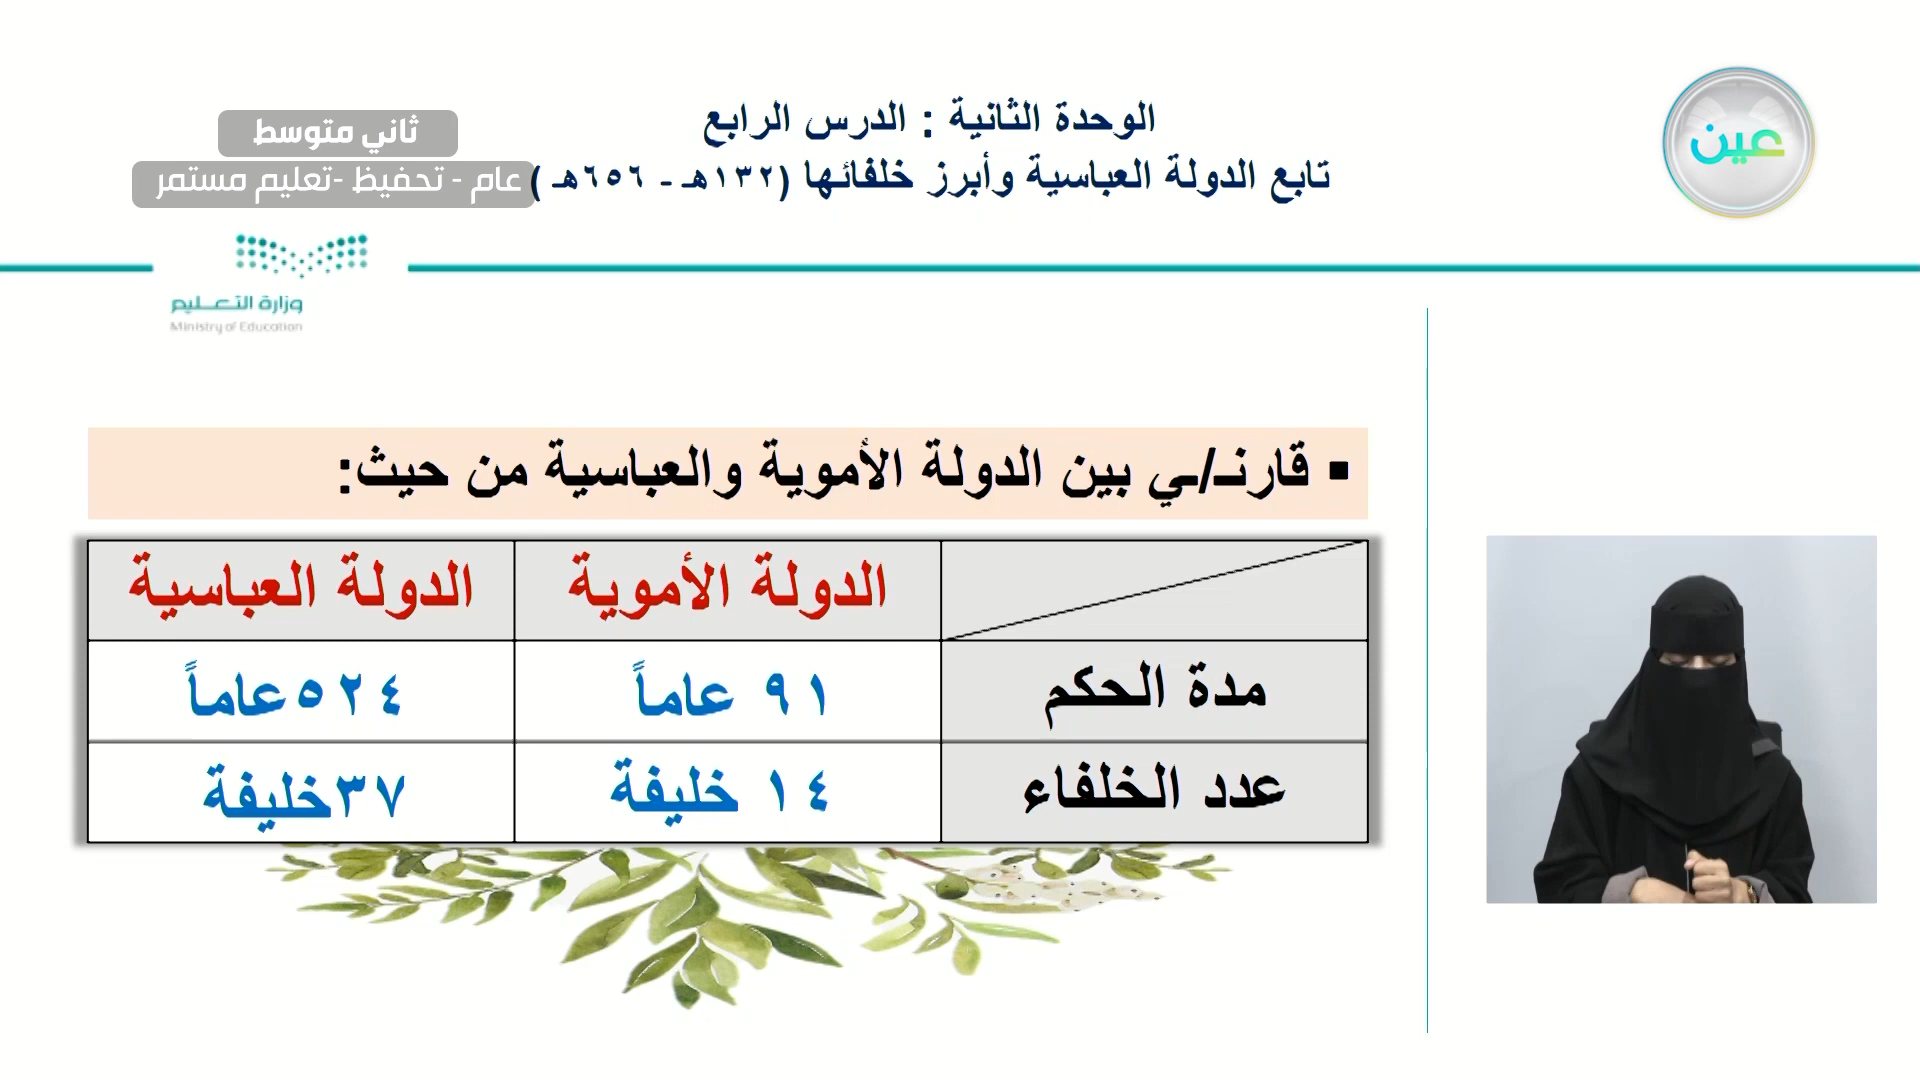 عين
الوحدة الثانية : الدرس الرابع
تابع الدولة العباسية وأبرز خلفائها (١٣٢هـ - ٦٥٦هـ )
ثاني متوسط
عام - تحفيظ -تعليم مستمر
وزارة التعليم
Ministry of Education
▪ قارنـ/ـي بين الدولة الأموية والعباسية من حيث:
الدولة الأموية الدولة العباسية
مدة الحكم ٩١ عاماً ٥٢٤عاماً
عدد الخلفاء ١٤ خليفة ٣٧خليفة